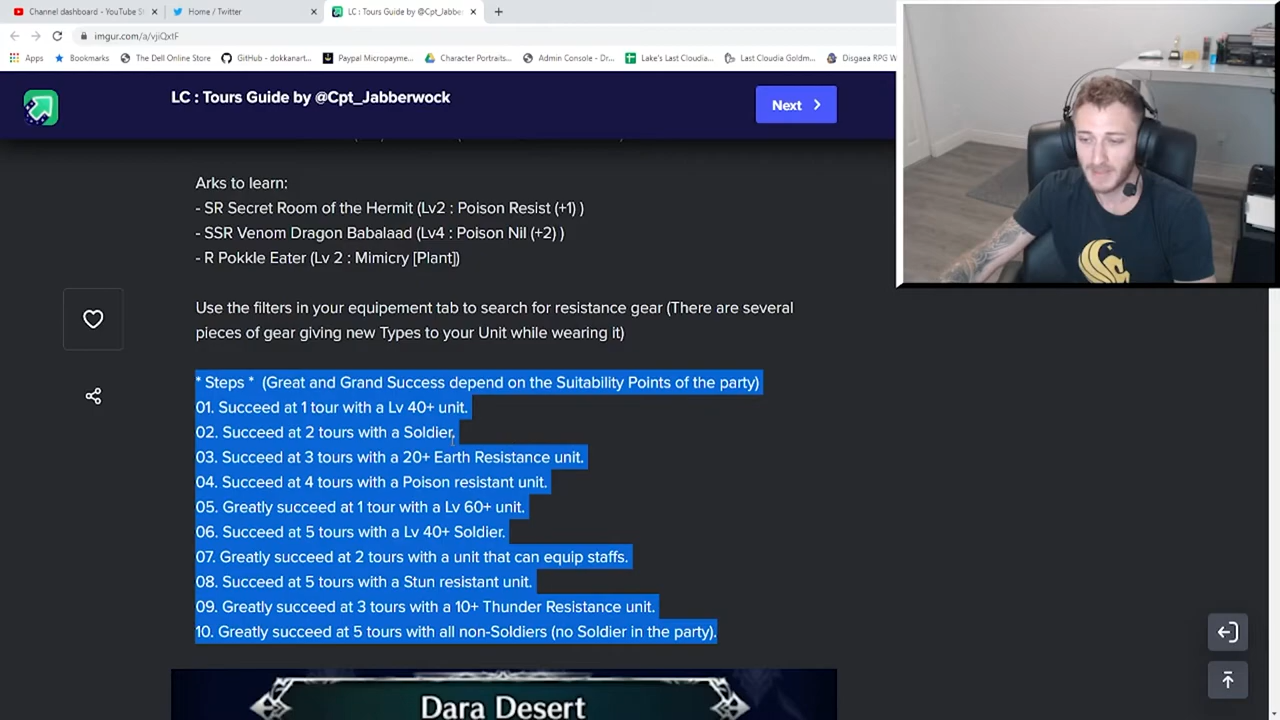 Channel dashboard - YouTube St
Home / Twitter
LC : Tours Guide by @Cpt_Jabbe
imgur.com/a/vjiQxtF
Apps
Bookmarks
The Dell Online Store
GitHub - dokkanart...
Paypal Micropayme...
Character Portraits...
Admin Console - Dr...
Lake's Last Cloudia...
Last Cloudia Goldm...
Disgaea RPG W
LC : Tours Guide by @Cpt_Jabberwock
Next
Arks to learn:
- SR Secret Room of the Hermit (Lv2 : Poison Resist (+1) )
- SSR Venom Dragon Babalaad (Lv4 : Poison Nil (+2) )
- R Pokkle Eater (Lv 2 : Mimicry [Plant])
Use the filters in your equipement tab to search for resistance gear (There are several
pieces of gear giving new Types to your Unit while wearing it)
* Steps * (Great and Grand Success depend on the Suitability Points of the party)
01. Succeed at 1 tour with a Lv 40+ unit.
02. Succeed at 2 tours with a Soldier.
03. Succeed at 3 tours with a 20+ Earth Resistance unit.
04. Succeed at 4 tours with a Poison resistant unit.
05. Greatly succeed at 1 tour with a Lv 60+ unit.
06. Succeed at 5 tours with a Lv 40+ Soldier.
07. Greatly succeed at 2 tours with a unit that can equip staffs.
08. Succeed at 5 tours with a Stun resistant unit.
09. Greatly succeed at 3 tours with a 10+ Thunder Resistance unit.
10. Greatly succeed at 5 tours with all non-Soldiers (no Soldier in the party).
Dara Desert